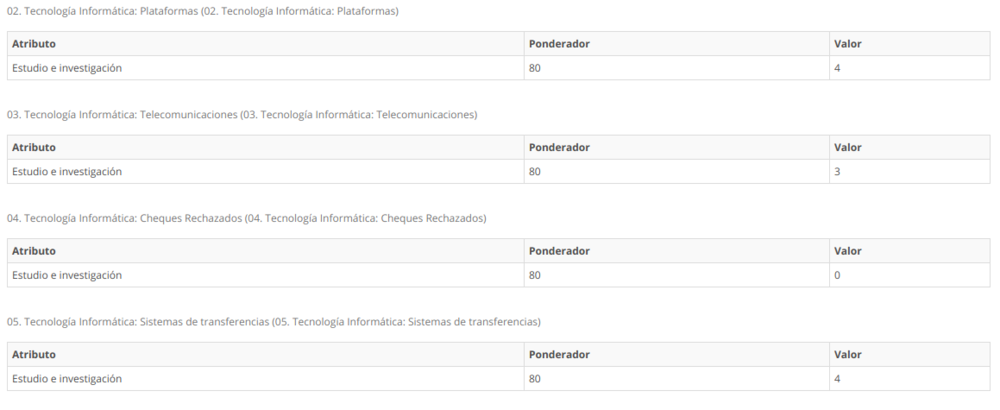 02. Tecnología Informática: Plataformas (02. Tecnología Informática: Plataformas)
Atributo Ponderador Valor
Estudio e investigación 80 4
03. Tecnología Informática: Telecomunicaciones (03. Tecnología Informática: Telecomunicaciones)
Atributo Ponderador Valor
Estudio e investigación 80 3
04. Tecnología Informática: Cheques Rechazados (04. Tecnología Informática: Cheques Rechazados)
Atributo Ponderador Valor
Estudio e investigación 80 0
05. Tecnología Informática: Sistemas de transferencias (05. Tecnología Informática: Sistemas de transferencias)
Atributo Ponderador Valor
Estudio e investigación 80 4